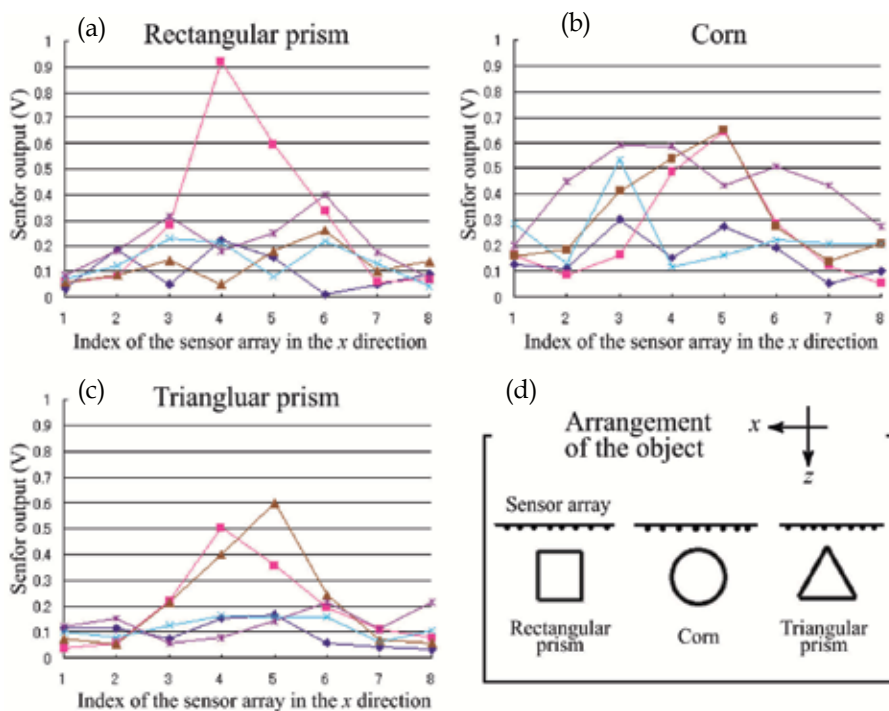 (a)
Rectangular prism
Senfor output (V)
1
0.9
0.8
0.7
0.6
0.5
0.4
0.3
0.2
0.1
0
1 2 3 4 5 6 7 8
Index of the sensor array in the x direction
(b)
Corn
Senfor output (V)
1
0.9
0.8
0.7
0.6
0.5
0.4
0.3
0.2
0.1
0
1 2 3 4 5 6 7 8
Index of the sensor array in the x direction
(c)
Triangluar prism
Senfor output (V)
1
0.9
0.8
0.7
0.6
0.5
0.4
0.3
0.2
0.1
0
1 2 3 4 5 6 7 8
Index of the sensor array in the x direction
(d)
Arrangement
of the object
x
z
Sensor array
Rectangular
prism
Corn
Triangular
prism